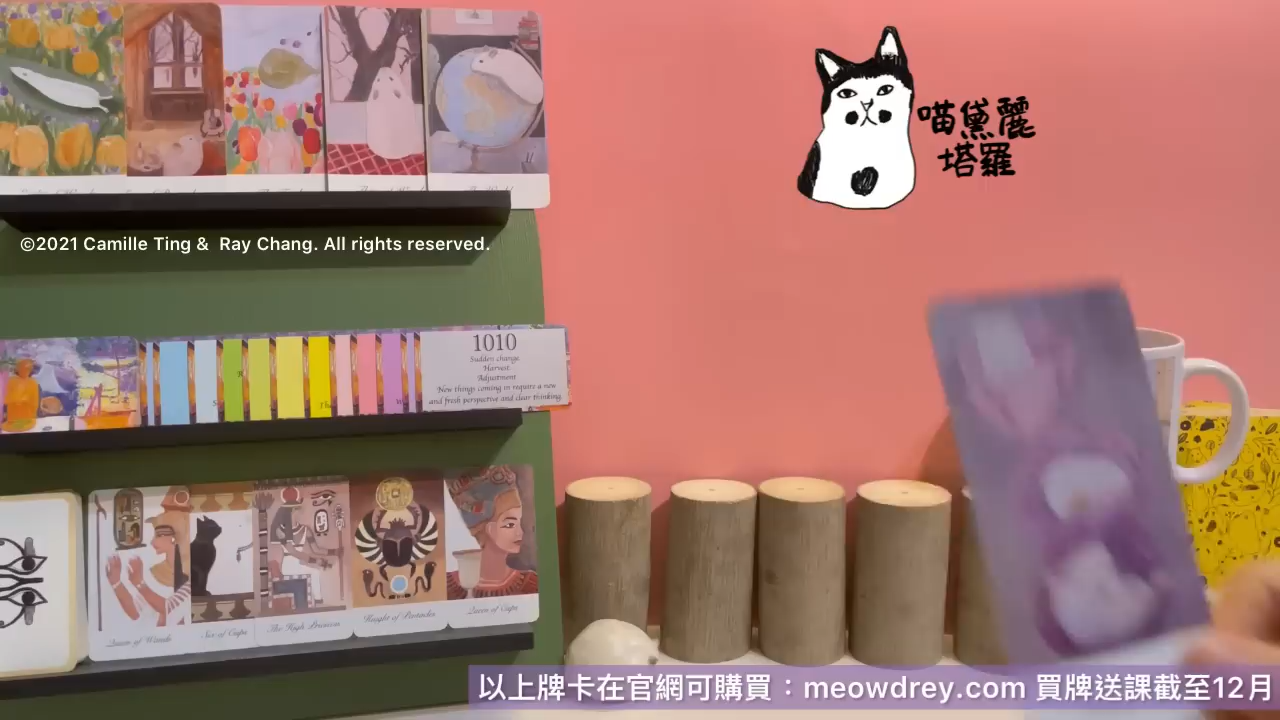 喵黛麗
塔羅
©2021 Camille Ting & Ray Chang. All rights reserved.
1010
Sudden change
Harvest
Adjustment
New things coming in require a new
and fresh perspective and clear thinking.
Queen of Wands
Six of Cups
The High Priestess
Knight of Pentacles
Queen of Cups
以上牌卡在官網可購買：meowdrey.com 買牌送課截至12月